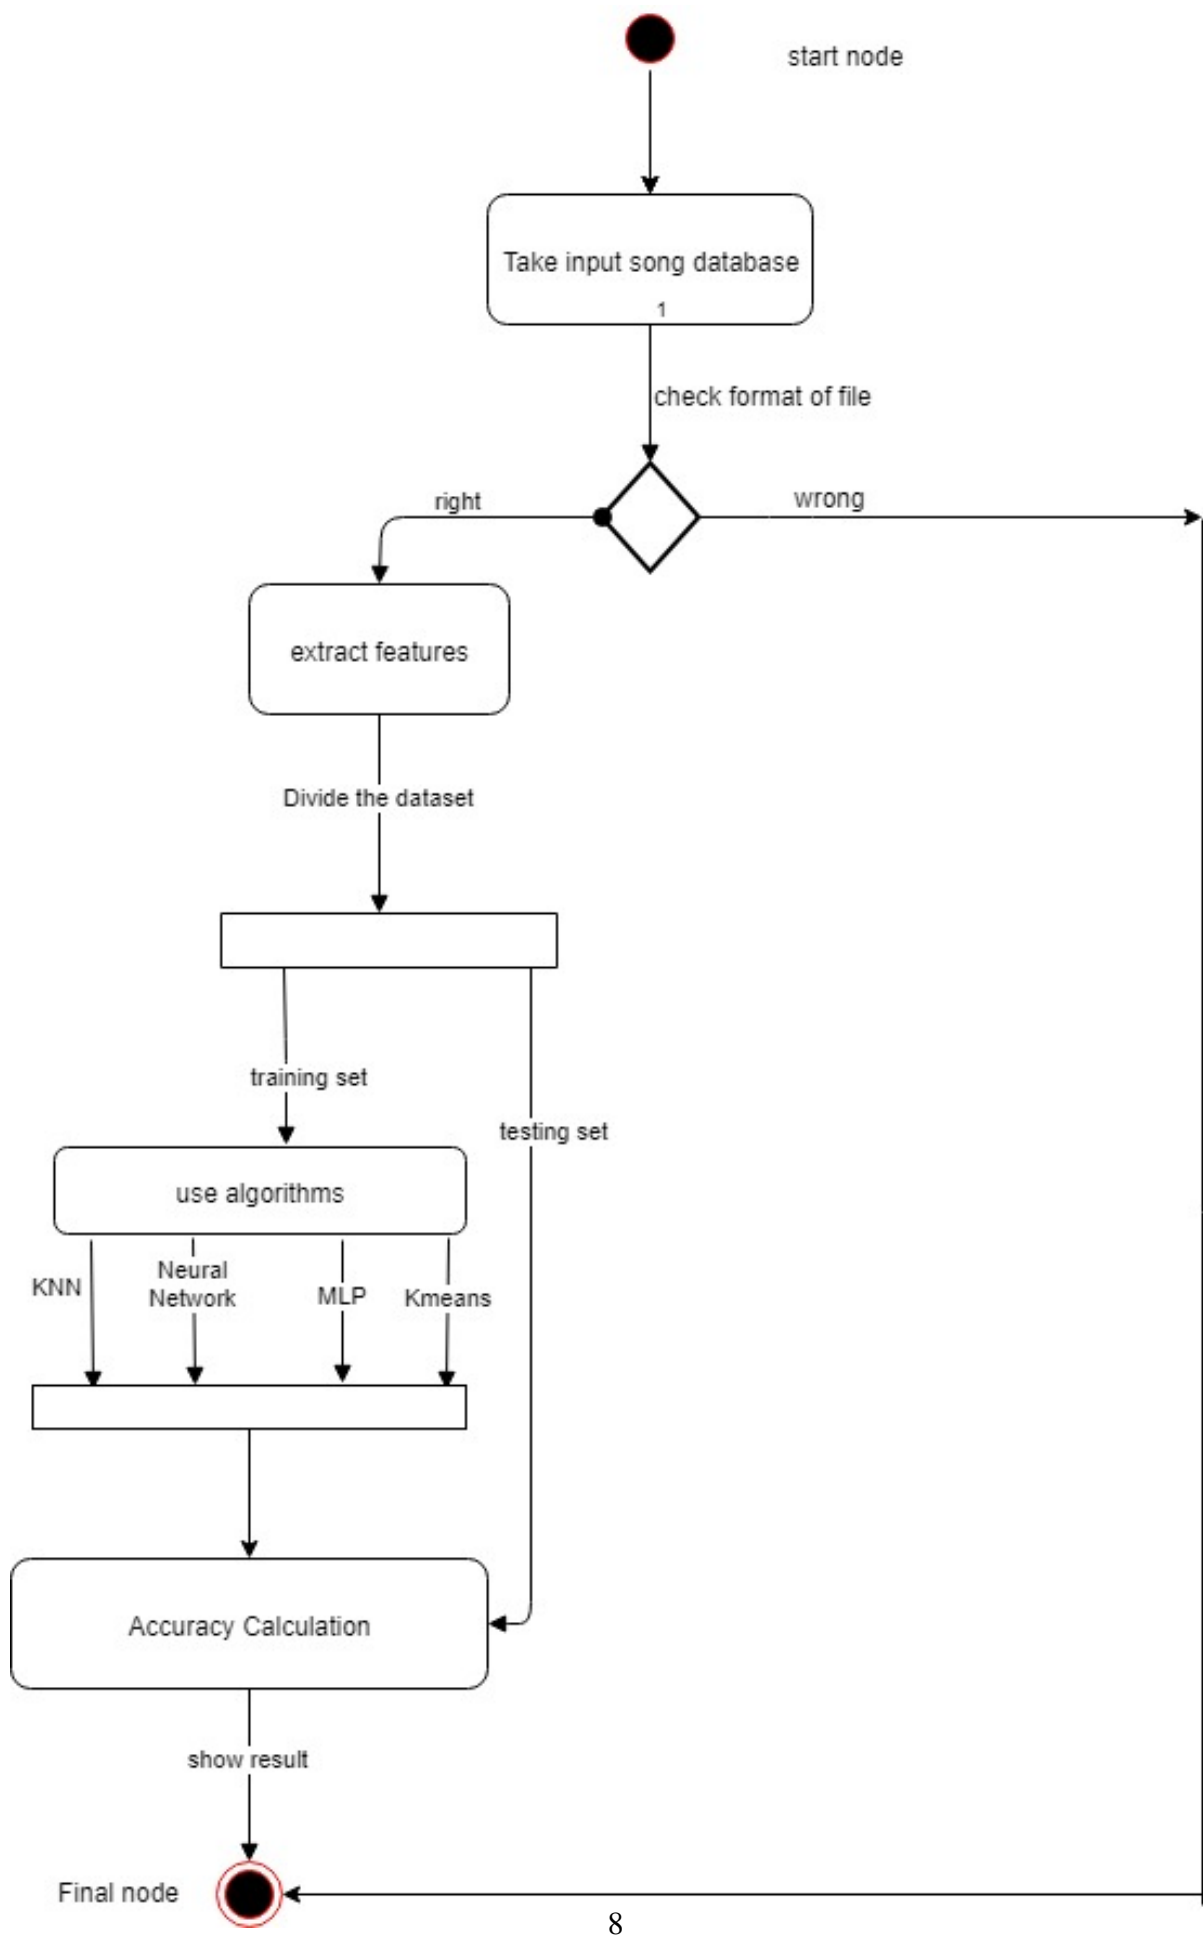 start node
Take input song database
1
check format of file
right
wrong
extract features
Divide the dataset
training set
testing set
use algorithms
KNN
Neural
Network
MLP
Kmeans
Accuracy Calculation
show result
Final node
8